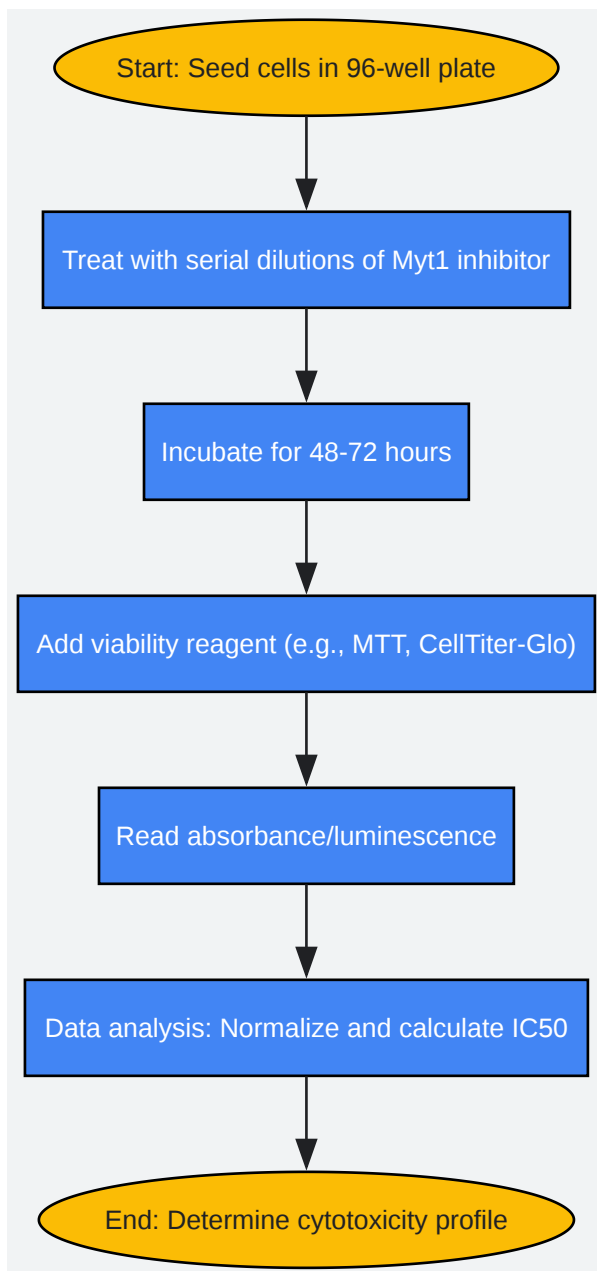 Start: Seed cells in 96-well plate
Treat with serial dilutions of Myt1 inhibitor
Incubate for 48-72 hours
Add viability reagent (e.g., MTT, CellTiter-Glo)
Read absorbance/luminescence
Data analysis: Normalize and calculate IC50
End: Determine cytotoxicity profile